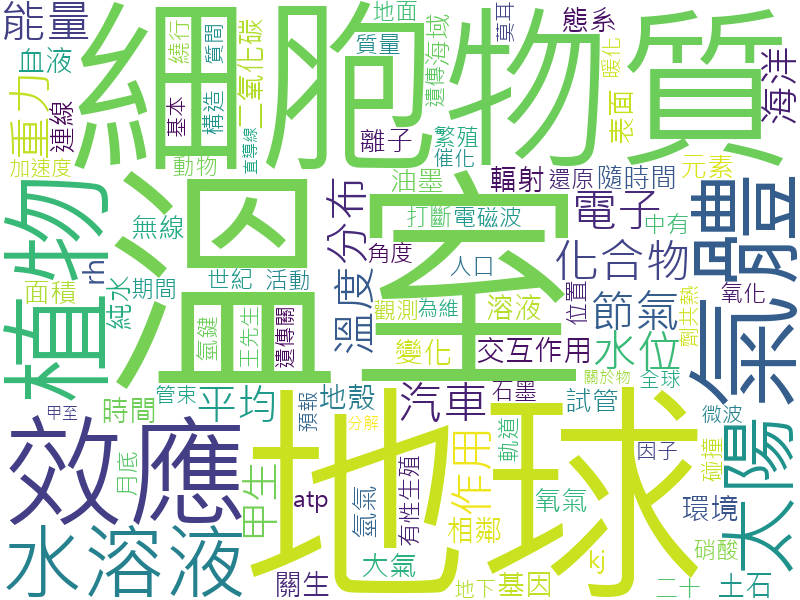 能量
細胞
物質
繞行
質間
二氧化碳
地面
質量
遺傳
海域
態系
莫耳
暖化
表面
海洋
血液
重力
連線
基本
構造
直導線
離子
繁殖
催化
加速度
動物
植物
溫室
氣體
分布
油墨
輻射
還原
隨時間
元素
打斷
電磁波
電子
中有
無線
rh
角度
化合物
世紀
活動
人口
面積
純水
期間
溫度
觀測
為維
溶液
位置
節氣
氧化
劑共熱
氫鍵
王先生
遺傳關
變化
交互作用
水位
關於物
全球
管束
甲至
時間
平均
預報
地殼
汽車
石墨
試管
微波
分解
效應
地球
太陽
月底
甲生
atp
氫氣
有性生殖
作用
相鄰
軌道
氧氣
因子
碰撞
環境
硝酸
水溶液
大氣
關生
地下
基因
kj
二十
土石